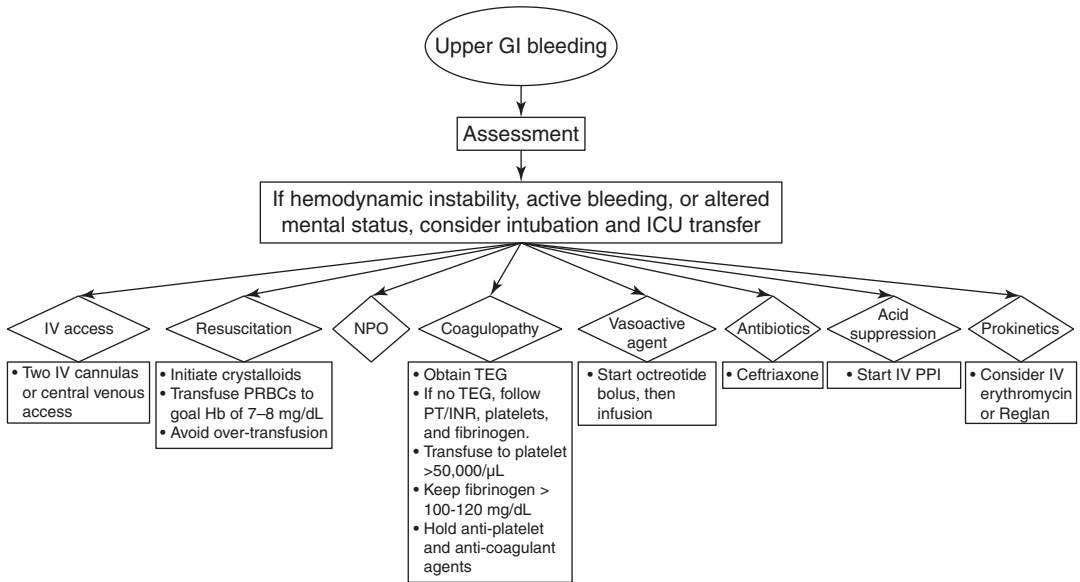 Upper GI bleeding
Assessment
If hemodynamic instability, active bleeding, or altered
mental status, consider intubation and ICU transfer
IV access
• Two IV cannulas
or central venous
access
Resuscitation
• Initiate crystalloids
• Transfuse PRBCs to
goal Hb of 7–8 mg/dL
• Avoid over-transfusion
NPO
Coagulopathy
• Obtain TEG
• If no TEG, follow
PT/INR, platelets,
and fibrinogen.
• Transfuse to platelet
>50,000/µL
• Keep fibrinogen >
100-120 mg/dL
• Hold anti-platelet
and anti-coagulant
agents
Vasoactive
agent
• Start octreotide
bolus, then
infusion
Antibiotics
• Ceftriaxone
Acid
suppression
• Start IV PPI
Prokinetics
• Consider IV
erythromycin
or Reglan